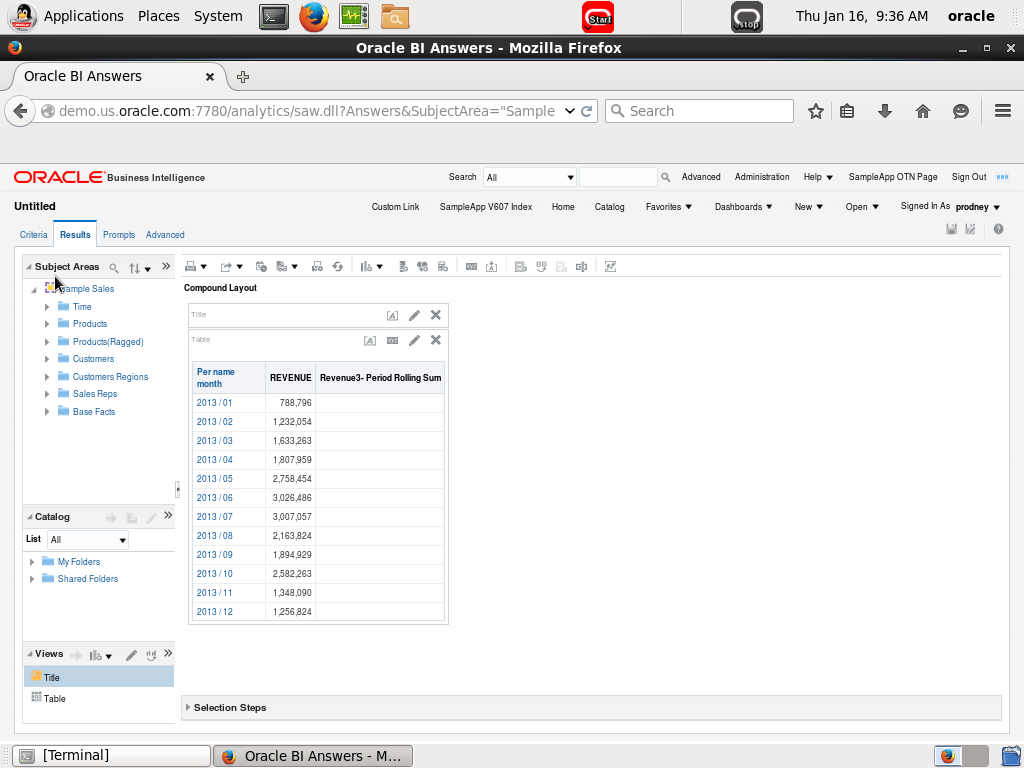 Applications Places System Start stop Thu Jan 16, 9:36 AM oracle
Oracle BI Answers - Mozilla Firefox
Oracle BI Answers
demo.us.oracle.com:7780/analytics/saw.dll?Answers&SubjectArea="Sample Search
ORACLE Business Intelligence Search All Advanced Administration Help SampleApp OTN Page Sign Out
Untitled Custom Link SampleApp V607 Index Home Catalog Favorites Dashboards New Open Signed In As prodney
Criteria Results Prompts Advanced
Subject Areas
Sample Sales
Time
Products
Products(Ragged)
Customers
Customers Regions
Sales Reps
Base Facts
Catalog
List All
My Folders
Shared Folders
Views
Title
Table
Compound Layout
Title
Table
Per name month REVENUE Revenue3- Period Rolling Sum
2013 / 01 788,796
2013 / 02 1,232,054
2013 / 03 1,633,263
2013 / 04 1,807,959
2013 / 05 2,758,454
2013 / 06 3,026,486
2013 / 07 3,007,057
2013 / 08 2,163,824
2013 / 09 1,894,929
2013 / 10 2,582,263
2013 / 11 1,348,090
2013 / 12 1,256,824
Selection Steps
[Terminal] Oracle BI Answers - M...